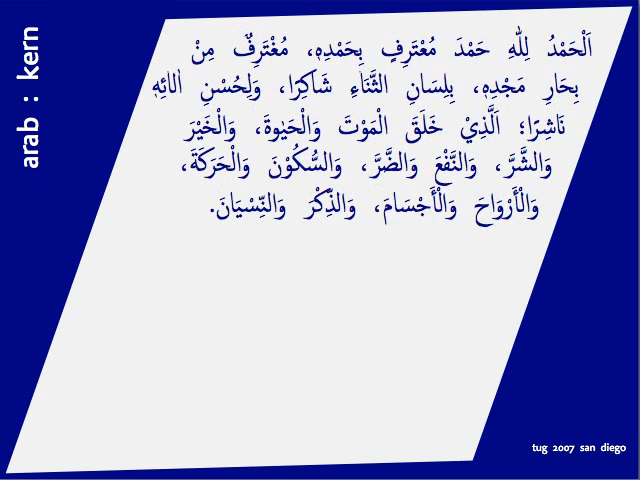 arab : kern
اَلْحَمْدُ لِلّٰهِ حَمْدَ مُعْتَرِفٍ بِحَمْدِهٖ، مُغْتَرِفٌ مِنْ
بِحَارِ مَجْدِهٖ، بِلِسَانِ الثَّنَاءِ شَاكِرًا، وَلِحُسْنِ اٰلَائِهٖ
نَاشِرًا؛ اَلَّذِيْ خَلَقَ الْمَوْتَ وَالْحَيٰوةَ، وَالْخَيْرَ
وَالشَّرَّ، وَالنَّفْعَ وَالضَّرَّ، وَالسُّكُوْنَ وَالْحَرَكَةَ،
وَالْأَرْوَاحَ وَالْأَجْسَامَ، وَالذِّكْرَ وَالنِّسْيَانَ.
tug 2007 san diego